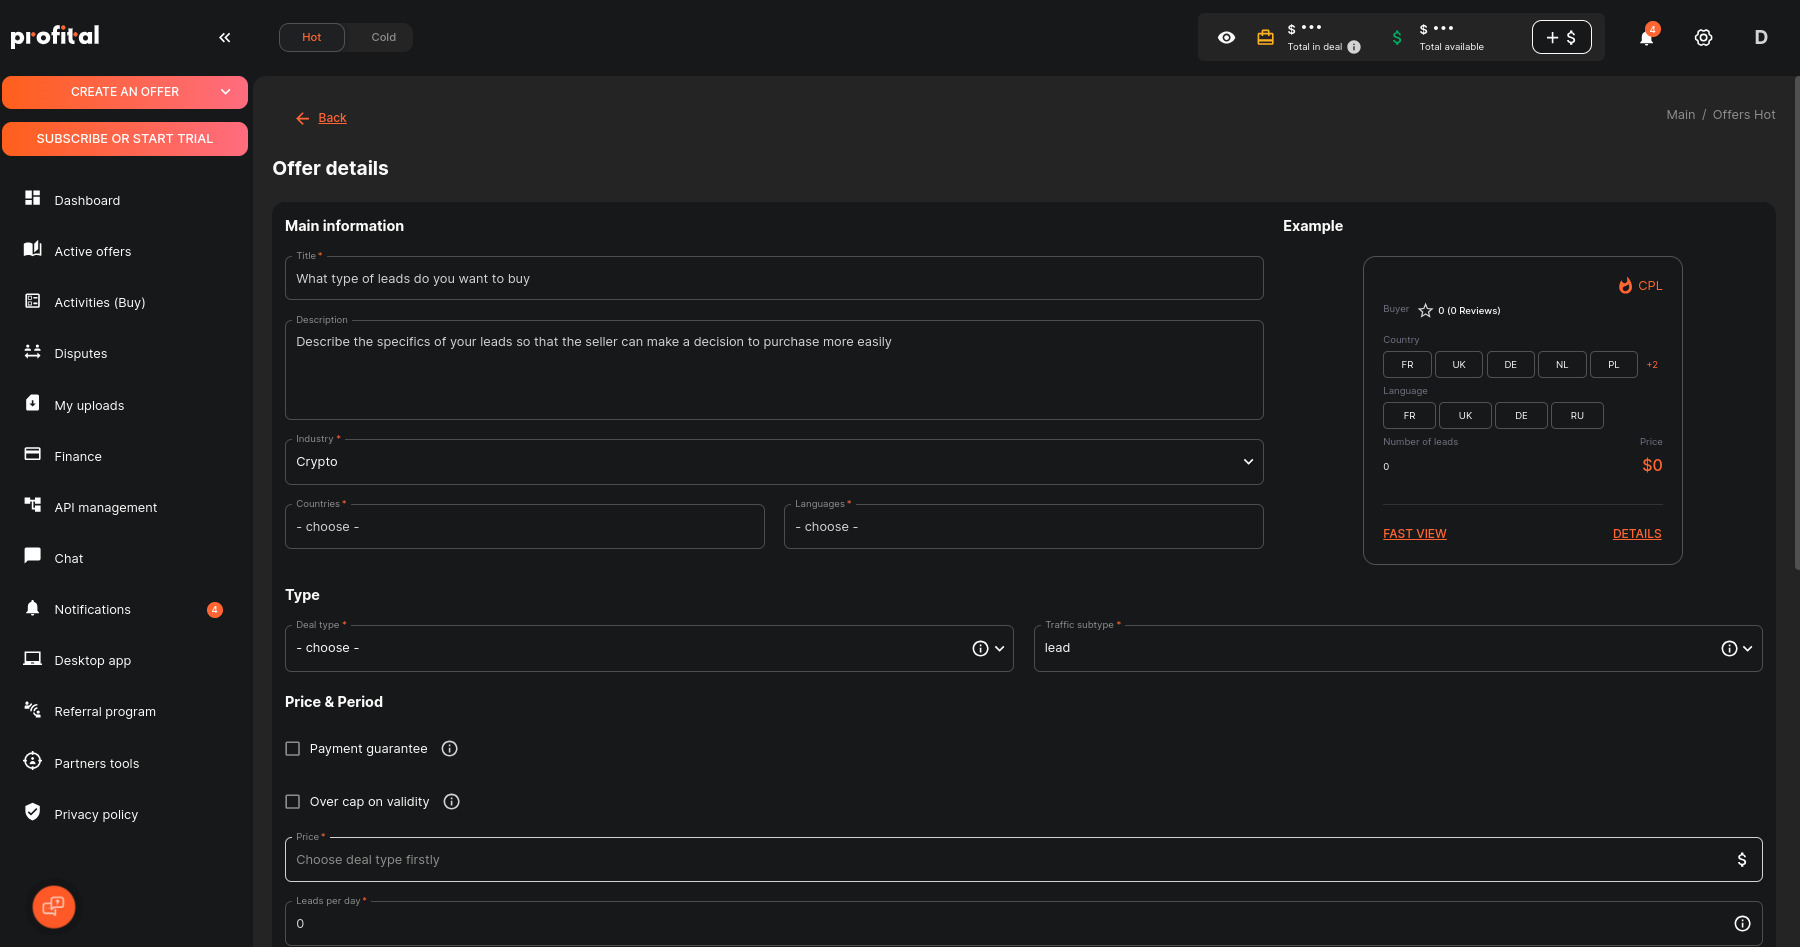 profital
Hot
Cold
$ •••
Total in deal
$ •••
Total available
+ $
4
D
CREATE AN OFFER
SUBSCRIBE OR START TRIAL
Dashboard
Active offers
Activities (Buy)
Disputes
My uploads
Finance
API management
Chat
Notifications
4
Desktop app
Referral program
Partners tools
Privacy policy
Back
Main / Offers Hot
Offer details
Main information
Title *
What type of leads do you want to buy
Description
Describe the specifics of your leads so that the seller can make a decision to purchase more easily
Industry *
Crypto
Countries *
- choose -
Languages *
- choose -
Example
CPL
Buyer 0 (0 Reviews)
Country
FR UK DE NL PL +2
Language
FR UK DE RU
Number of leads Price
0 $0
FAST VIEW DETAILS
Type
Deal type *
- choose -
Traffic subtype *
lead
Price & Period
Payment guarantee
Over cap on validity
Price *
Choose deal type firstly $
Leads per day *
0